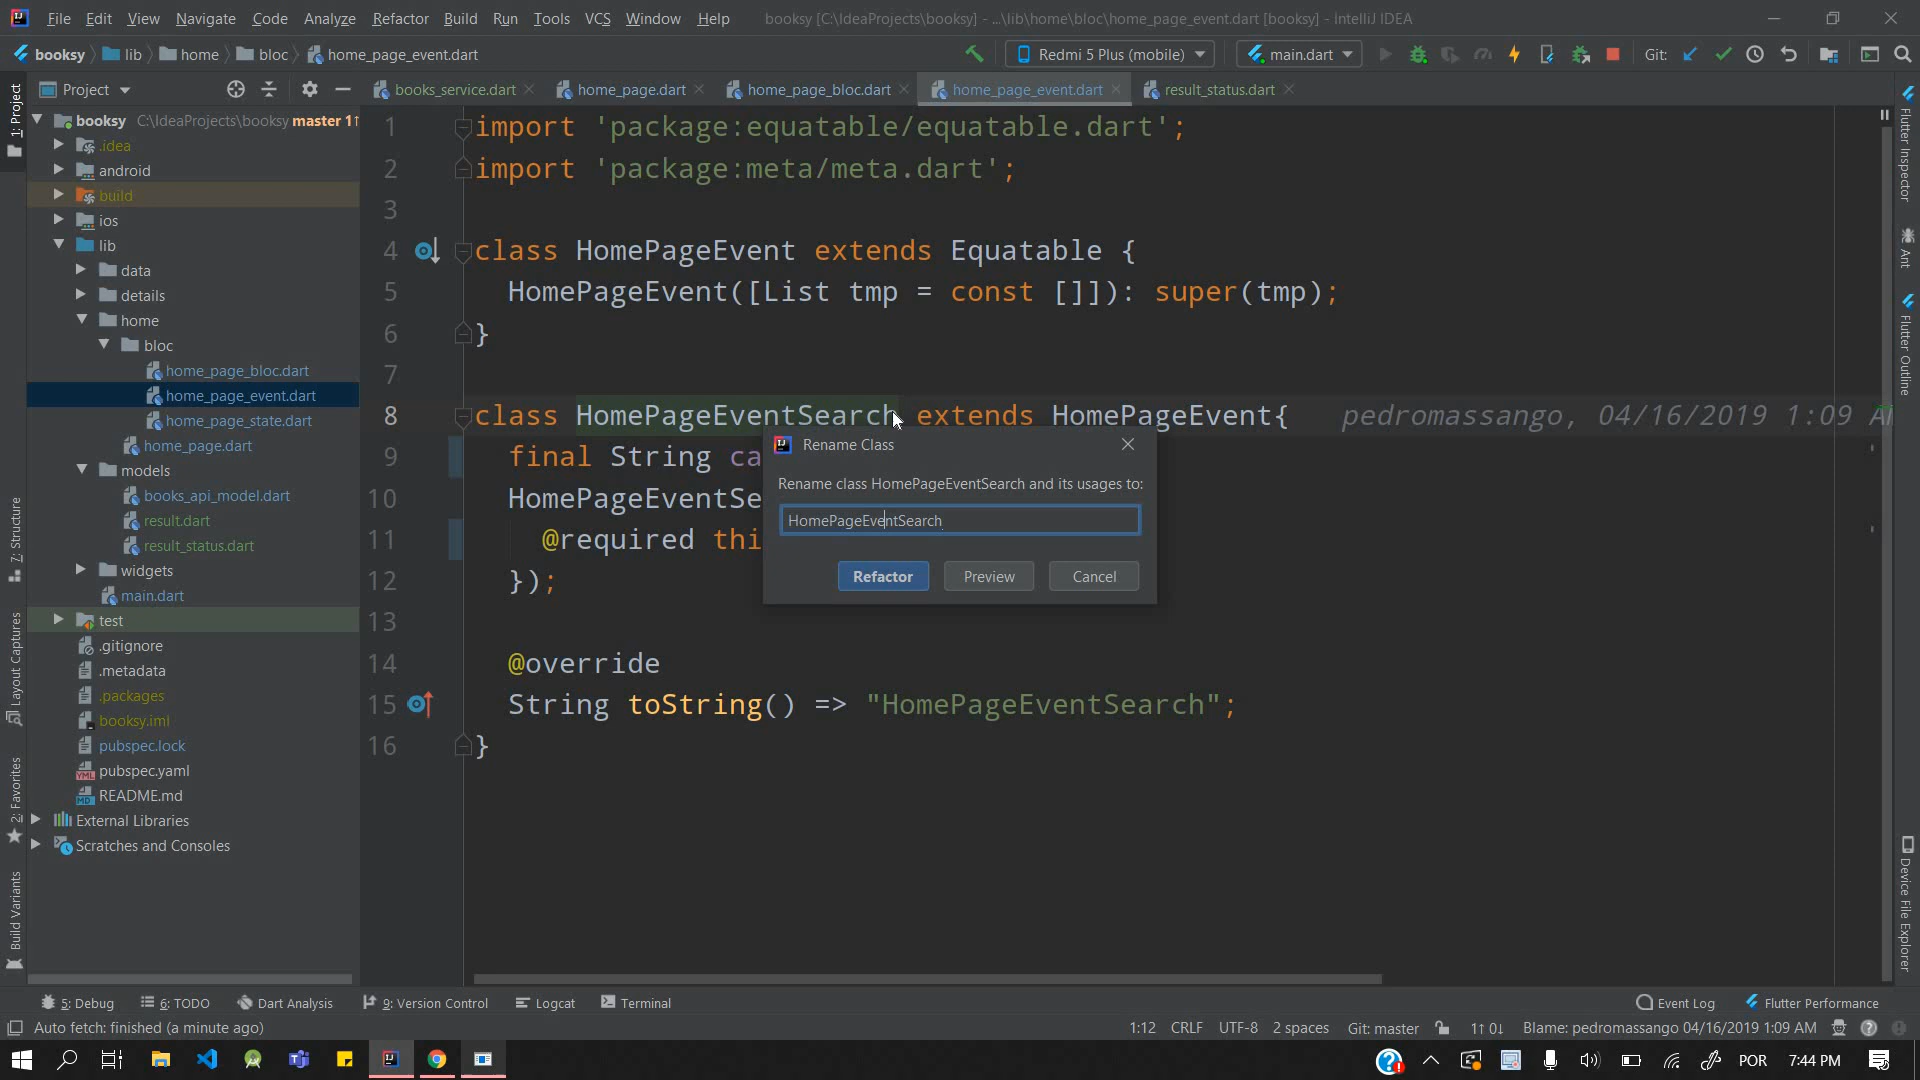 File Edit View Navigate Code Analyze Refactor Build Run Tools VCS Window Help booksy [C:\IdeaProjects\booksy] - ...\lib\home\bloc\home_page_event.dart [booksy] - IntelliJ IDEA
booksy lib home bloc home_page_event.dart Redmi 5 Plus (mobile) main.dart Git:
Project books_service.dart home_page.dart home_page_bloc.dart home_page_event.dart result_status.dart
1: Project
7: Structure
Layout Captures
2: Favorites
Build Variants
booksy C:\IdeaProjects\booksy master 1↑
.idea
android
build
ios
lib
data
details
home
bloc
home_page_bloc.dart
home_page_event.dart
home_page_state.dart
home_page.dart
models
books_api_model.dart
result.dart
result_status.dart
widgets
main.dart
test
.gitignore
.metadata
.packages
booksy.iml
pubspec.lock
pubspec.yaml
README.md
External Libraries
Scratches and Consoles
1 import 'package:equatable/equatable.dart';
2 import 'package:meta/meta.dart';
3
4 class HomePageEvent extends Equatable {
5 HomePageEvent([List tmp = const []]): super(tmp);
6 }
7
8 class HomePageEventSearch extends HomePageEvent{ pedromassango, 04/16/2019 1:09 A
9 final String ca
10 HomePageEventSe
11 @required thi
12 });
13
14 @override
15 String toString() => "HomePageEventSearch";
16 }
Rename Class
Rename class HomePageEventSearch and its usages to:
HomePageEventSearch
Refactor Preview Cancel
Flutter Inspector
Ant
Flutter Outline
Device File Explorer
5: Debug 6: TODO Dart Analysis 9: Version Control Logcat Terminal Event Log Flutter Performance
Auto fetch: finished (a minute ago) 1:12 CRLF UTF-8 2 spaces Git: master 1↑ 0↓ Blame: pedromassango 04/16/2019 1:09 AM
POR 7:44 PM